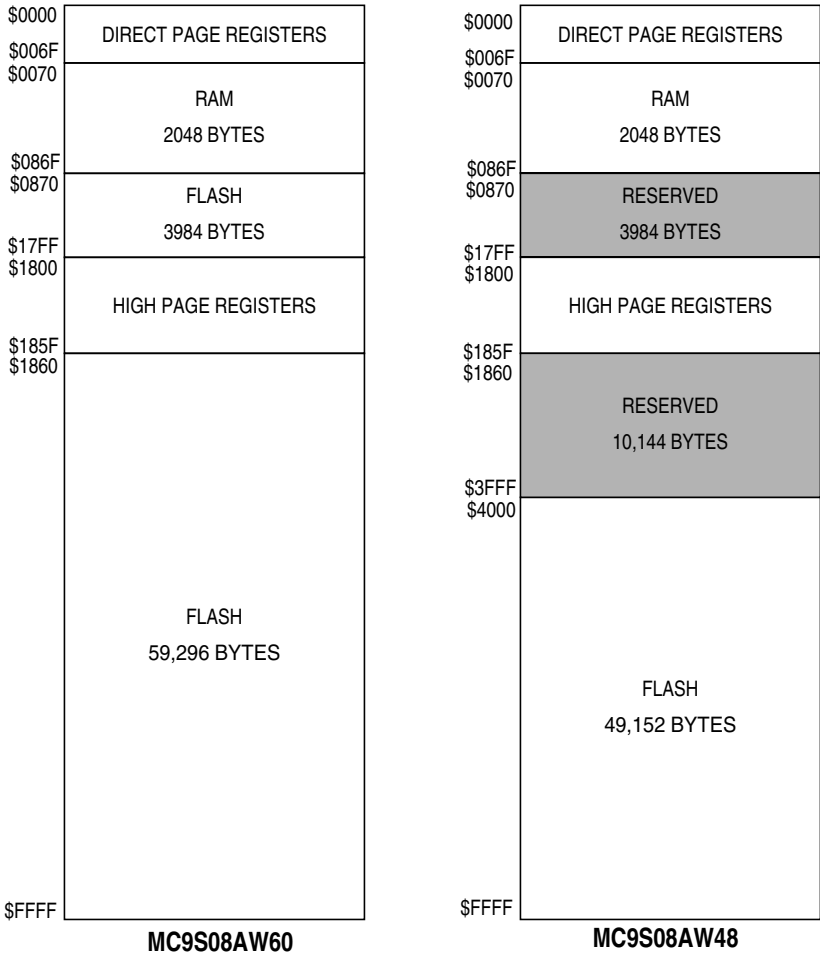 $0000
DIRECT PAGE REGISTERS
$006F
$0070
RAM
2048 BYTES
$086F
$0870
FLASH
3984 BYTES
$17FF
$1800
HIGH PAGE REGISTERS
$185F
$1860
FLASH
59,296 BYTES
$FFFF
MC9S08AW60
$0000
DIRECT PAGE REGISTERS
$006F
$0070
RAM
2048 BYTES
$086F
$0870
RESERVED
3984 BYTES
$17FF
$1800
HIGH PAGE REGISTERS
$185F
$1860
RESERVED
10,144 BYTES
$3FFF
$4000
FLASH
49,152 BYTES
$FFFF
MC9S08AW48